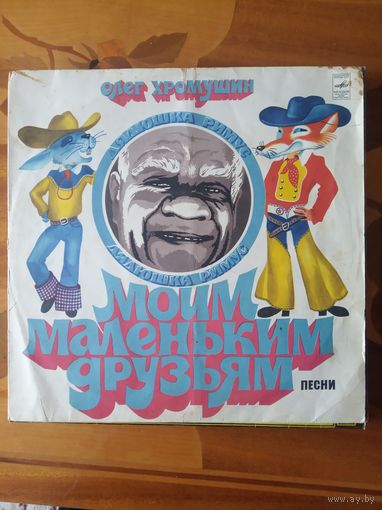 ОЛЕГ ХРОМУШИН
ДЯДЮШКА РИМУС
ДЯДЮШКА РИМУС
МОИМ
МАЛЕНЬКИМ
ДРУЗЬЯМ
ПЕСНИ
www.ay.by